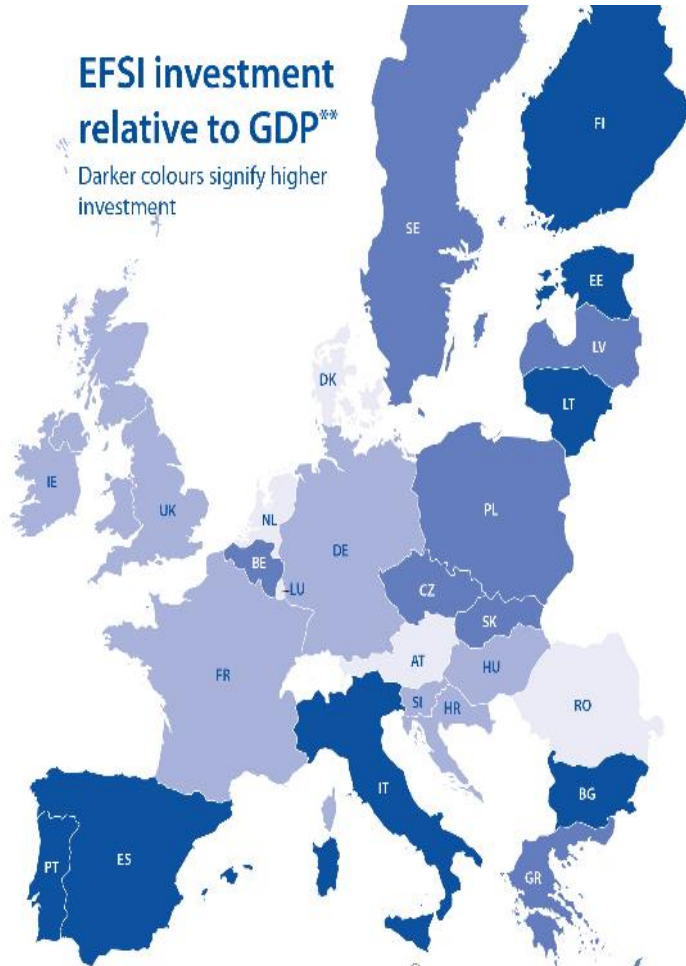 EFSI investment
relative to GDP**
Darker colours signify higher
investment
FI
SE
EE
LV
DK
LT
IE
UK
NL
PL
DE
BE
CZ
–LU
SK
AT
HU
FR
SI
HR
RO
IT
BG
PT
ES
GR